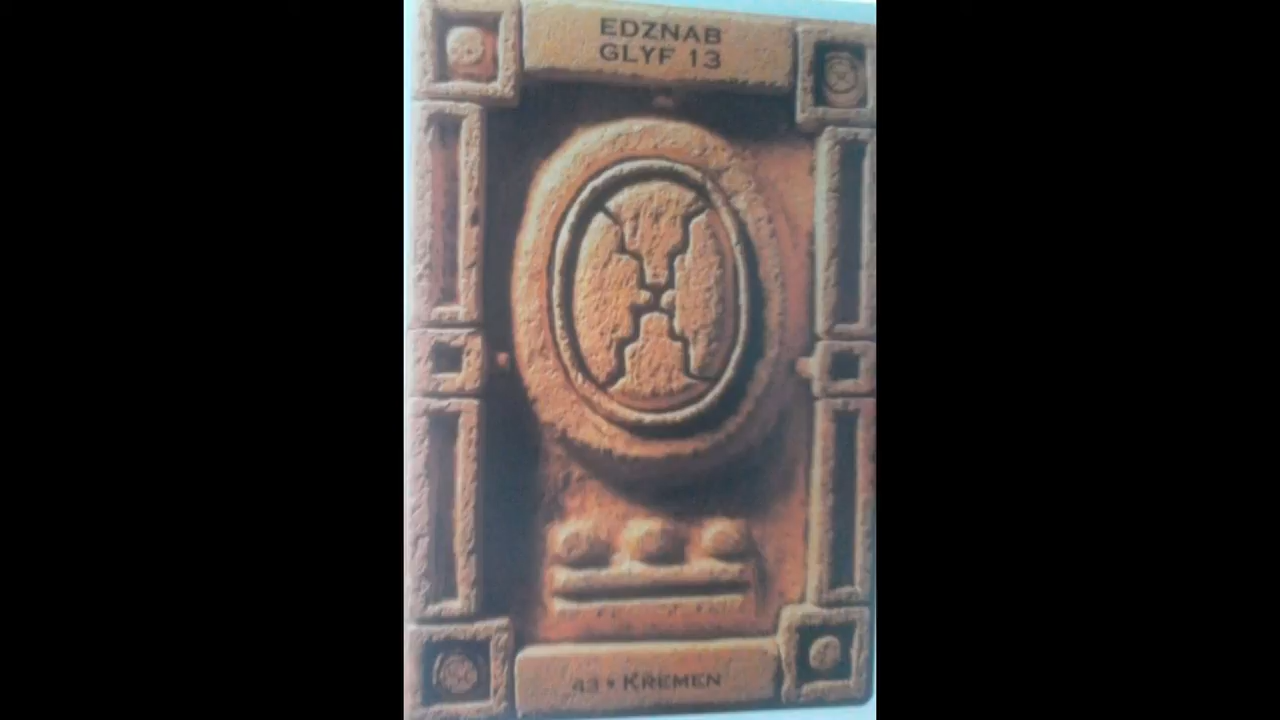 EDZNAB
GLYF 13
43 • KREMEN